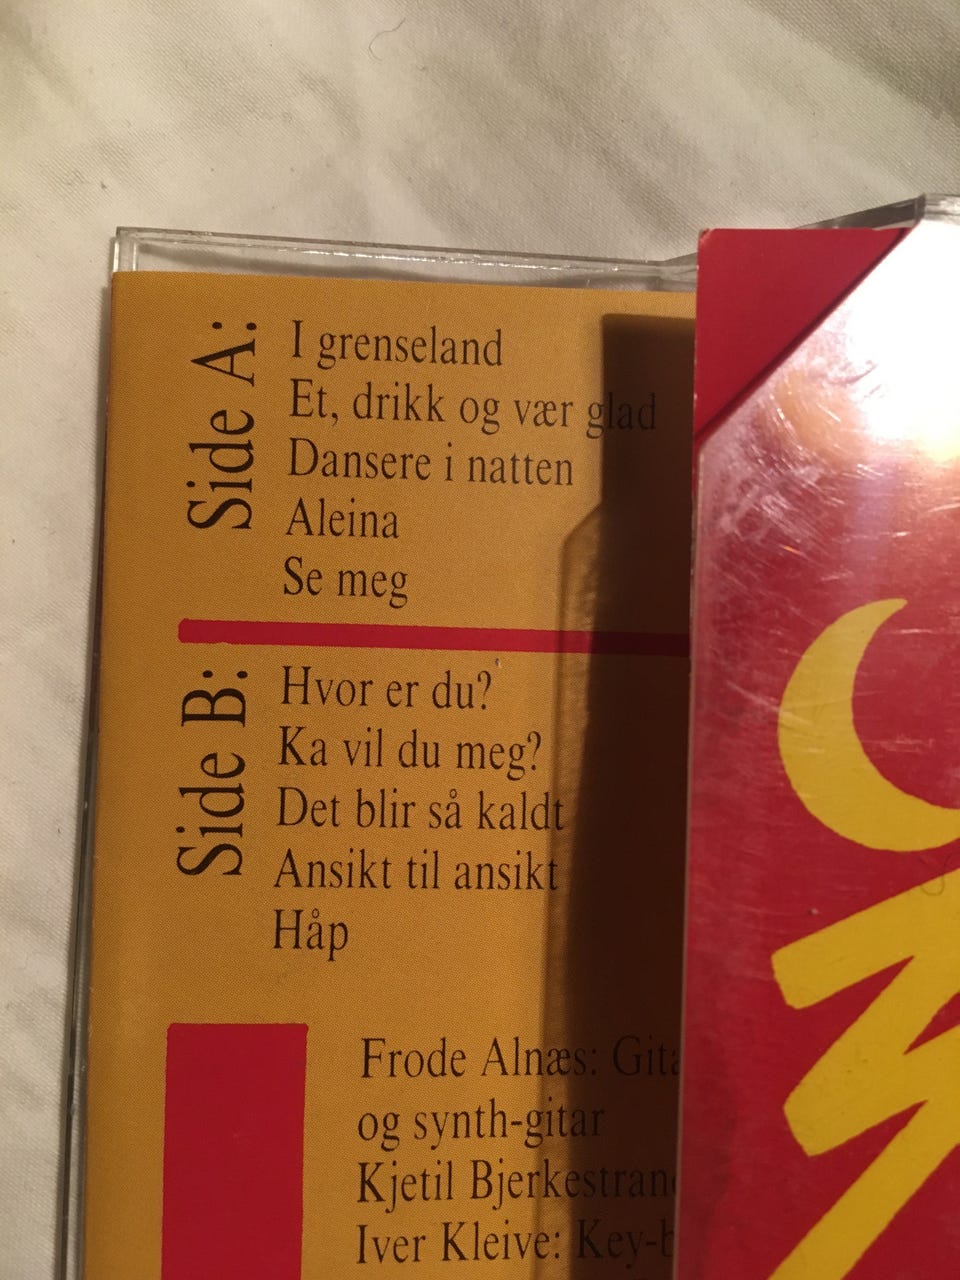 Side A:
I grenseland
Et, drikk og vær glad
Dansere i natten
Aleina
Se meg
Side B:
Hvor er du?
Ka vil du meg?
Det blir så kaldt
Ansikt til ansikt
Håp
Frode Alnæs:
og synth-gitar
Kjetil
Iver Kleive: